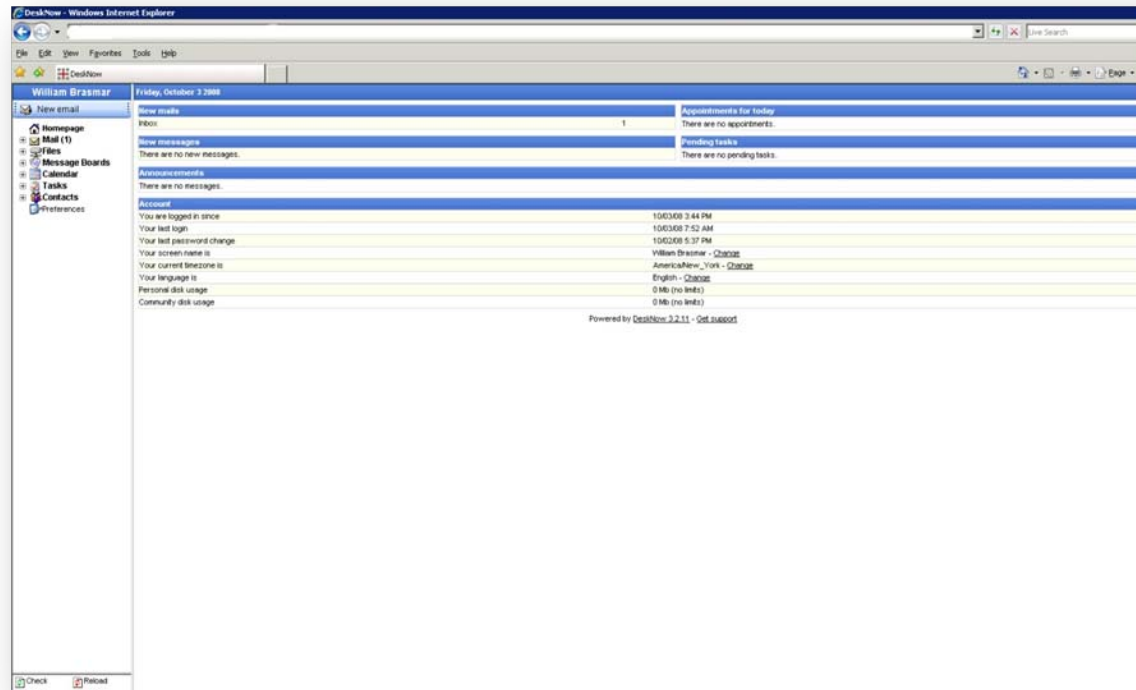 DeskNow - Windows Internet Explorer
Live Search
File Edit View Favorites Tools Help
DeskNow
Page
William Brasmar
Friday, October 3 2008
New email
Homepage
Mail (1)
Files
Message Boards
Calendar
Tasks
Contacts
Preferences
New mails
Inbox 1
Appointments for today
There are no appointments.
New messages
There are no new messages.
Pending tasks
There are no pending tasks.
Announcements
There are no messages.
Account
You are logged in since 10/03/08 3:44 PM
Your last login 10/03/08 7:52 AM
Your last password change 10/02/08 5:37 PM
Your screen name is William Brasmar - Change
Your current timezone is America/New_York - Change
Your language is English - Change
Personal disk usage 0 Mb (no limits)
Community disk usage 0 Mb (no limits)
Powered by DeskNow 3.2.11 - Get support
Check Reload